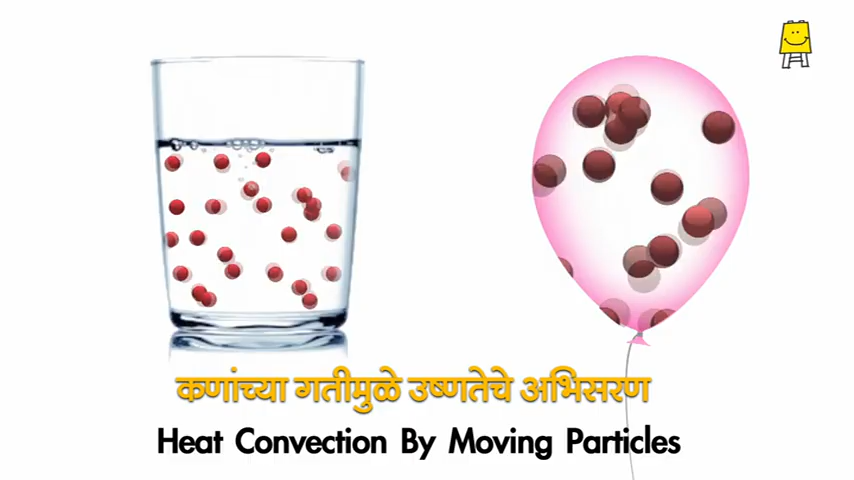 कणांच्या गतीमुळे उष्णतेचे अभिसरण
Heat Convection By Moving Particles